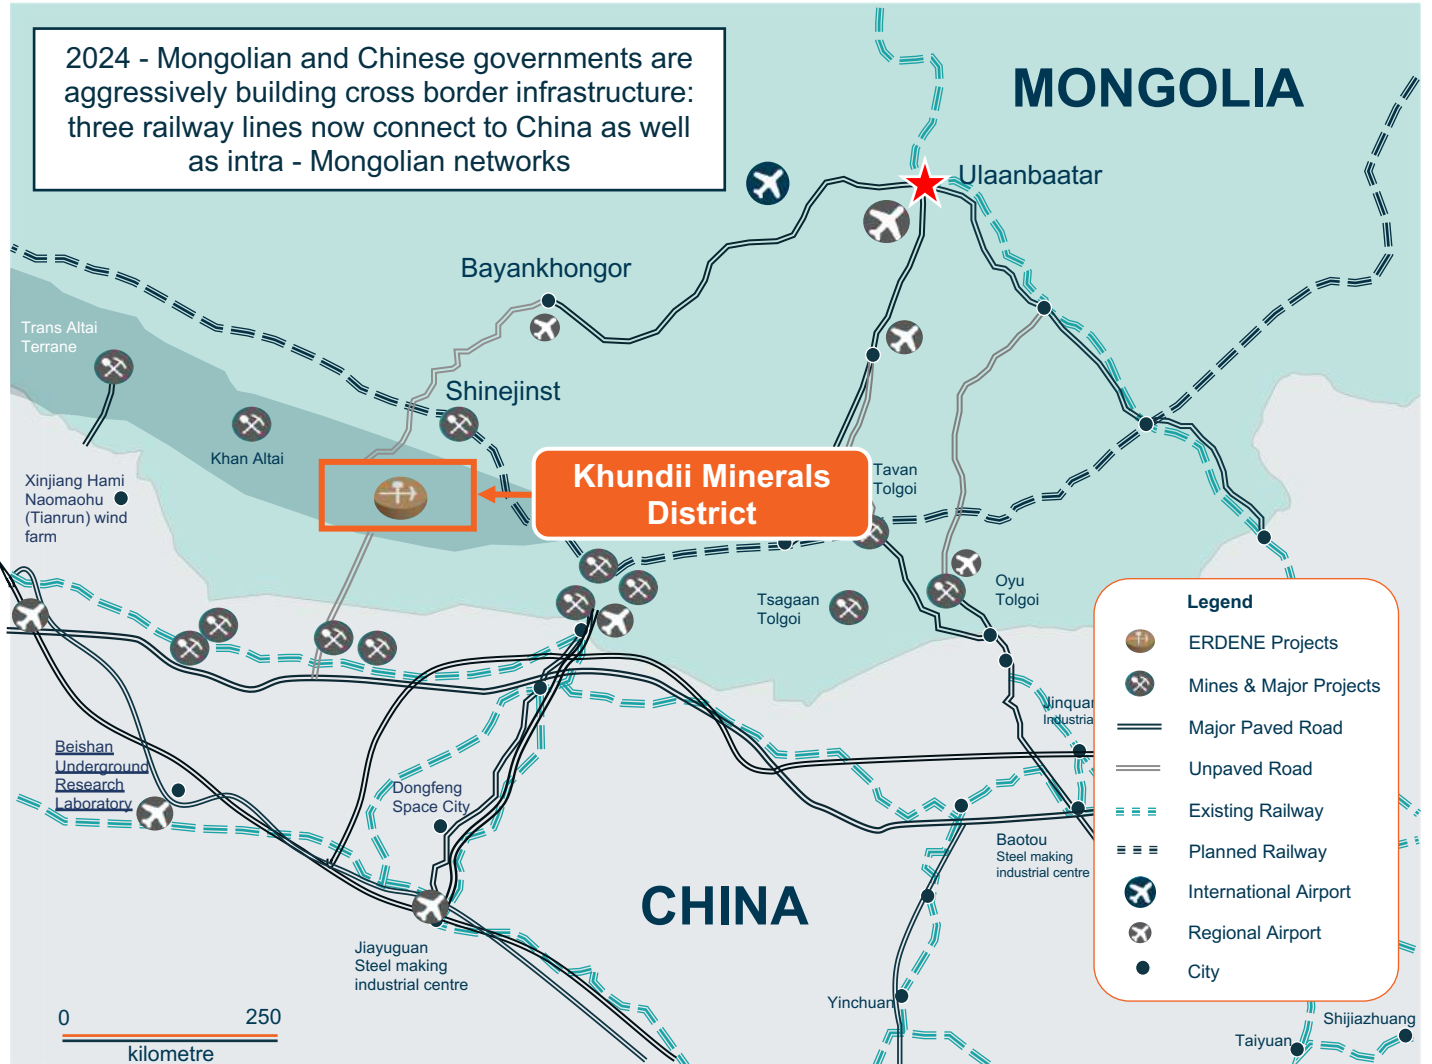 2024 - Mongolian and Chinese governments are
aggressively building cross border infrastructure:
three railway lines now connect to China as well
as intra - Mongolian networks
MONGOLIA
Ulaanbaatar
Bayankhongor
Trans Altai
Terrane
Shinejinst
Khan Altai
Khundii Minerals
District
Tavan
Tolgoi
Xinjiang Hami
Naomaohu
(Tianrun) wind
farm
Tsagaan
Tolgoi
Oyu
Tolgoi
Legend
ERDENE Projects
Mines & Major Projects
Major Paved Road
Unpaved Road
Existing Railway
Planned Railway
International Airport
Regional Airport
City
Industrial
Beishan
Underground
Research
Laboratory
Dongfeng
Space City
Baotou
Steel making
industrial centre
CHINA
Jiayuguan
Steel making
industrial centre
Yinchuan
Shijiazhuang
Taiyuan
0 250
kilometre